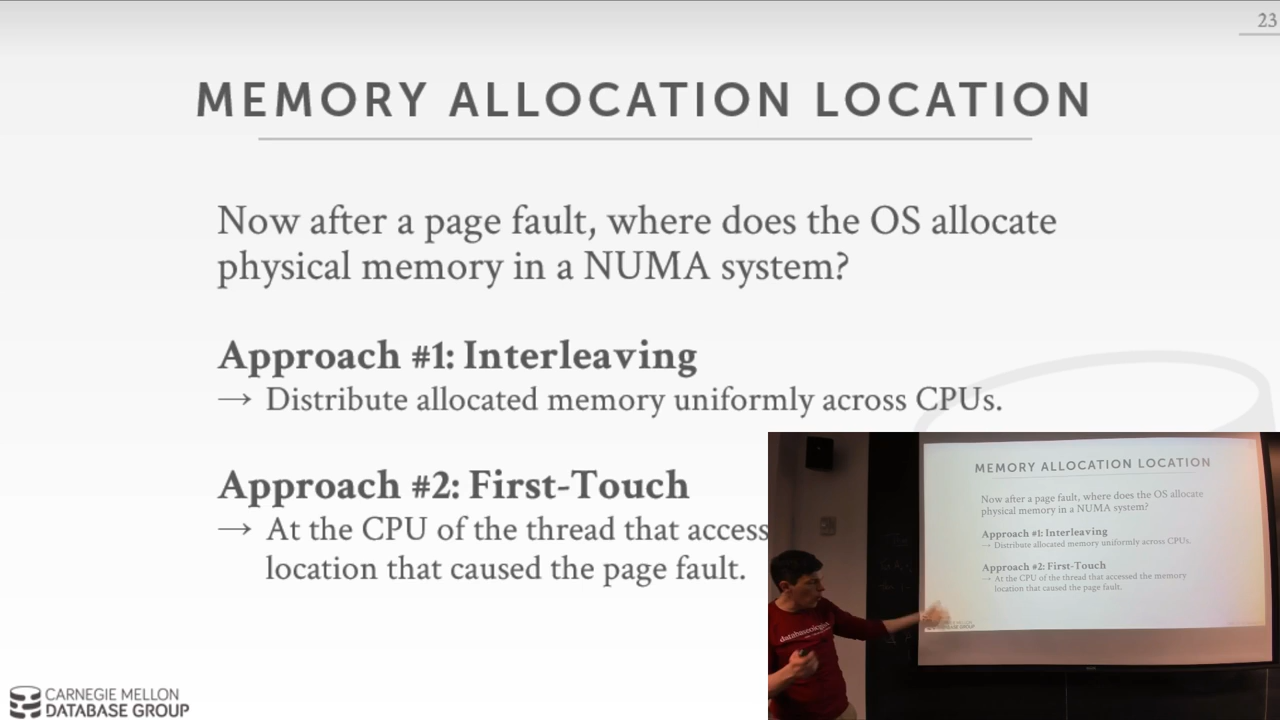 23
MEMORY ALLOCATION LOCATION
Now after a page fault, where does the OS allocate
physical memory in a NUMA system?
Approach #1: Interleaving
→ Distribute allocated memory uniformly across CPUs.
Approach #2: First-Touch
→ At the CPU of the thread that access
location that caused the page fault.
CARNEGIE MELLON
DATABASE GROUP
MEMORY ALLOCATION LOCATION
Now after a page fault, where does the OS allocate
physical memory in a NUMA system?
Approach #1: Interleaving
→ Distribute allocated memory uniformly across CPUs.
Approach #2: First-Touch
→ At the CPU of the thread that accessed the memory
location that caused the page fault.
DATABASE GROUP